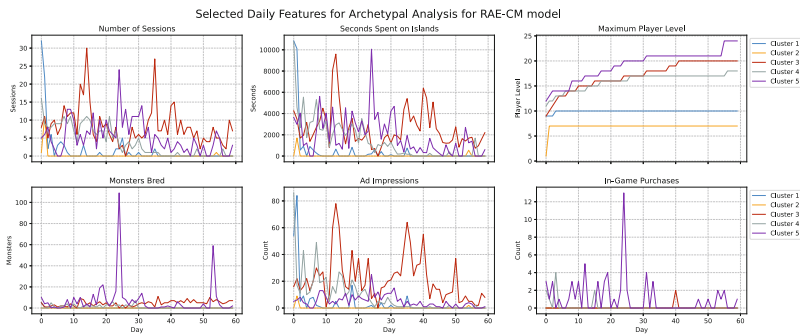 Selected Daily Features for Archetypal Analysis for RAE-CM model
Number of Sessions
Seconds Spent on Islands
Maximum Player Level
Sessions
35
30
25
20
15
10
5
0
Seconds
10000
8000
6000
4000
2000
0
Player Level
25
20
15
10
5
0
Cluster 1
Cluster 2
Cluster 3
Cluster 4
Cluster 5
Monsters Bred
Ad Impressions
In-Game Purchases
Monsters
100
80
60
40
20
0
0 10 20 30 40 50 60
Day
Count
80
60
40
20
0
0 10 20 30 40 50 60
Day
Count
12
10
8
6
4
2
0
0 10 20 30 40 50 60
Day
Cluster 1
Cluster 2
Cluster 3
Cluster 4
Cluster 5